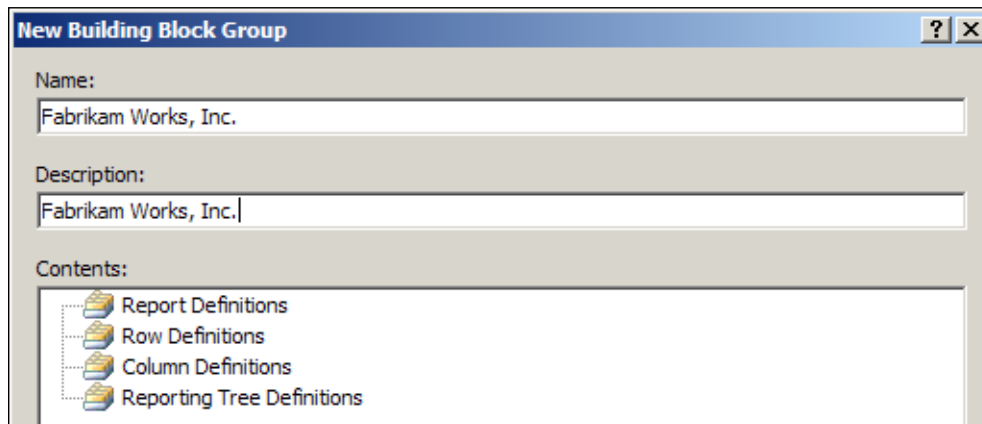 New Building Block Group
Name:
Fabrikam Works, Inc.
Description:
Fabrikam Works, Inc.
Contents:
Report Definitions
Row Definitions
Column Definitions
Reporting Tree Definitions